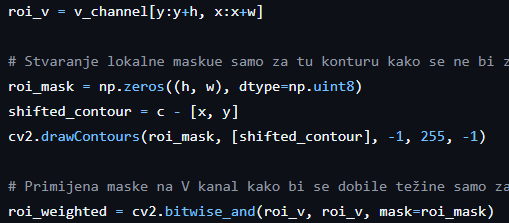 roi_v = v_channel[y:y+h, x:x+w]
# Stvaranje lokalne maskue samo za tu konturu kako se ne bi z
roi_mask = np.zeros((h, w), dtype=np.uint8)
shifted_contour = c - [x, y]
cv2.drawContours(roi_mask, [shifted_contour], -1, 255, -1)
# Primijena maske na V kanal kako bi se dobile težine samo za
roi_weighted = cv2.bitwise_and(roi_v, roi_v, mask=roi_mask)